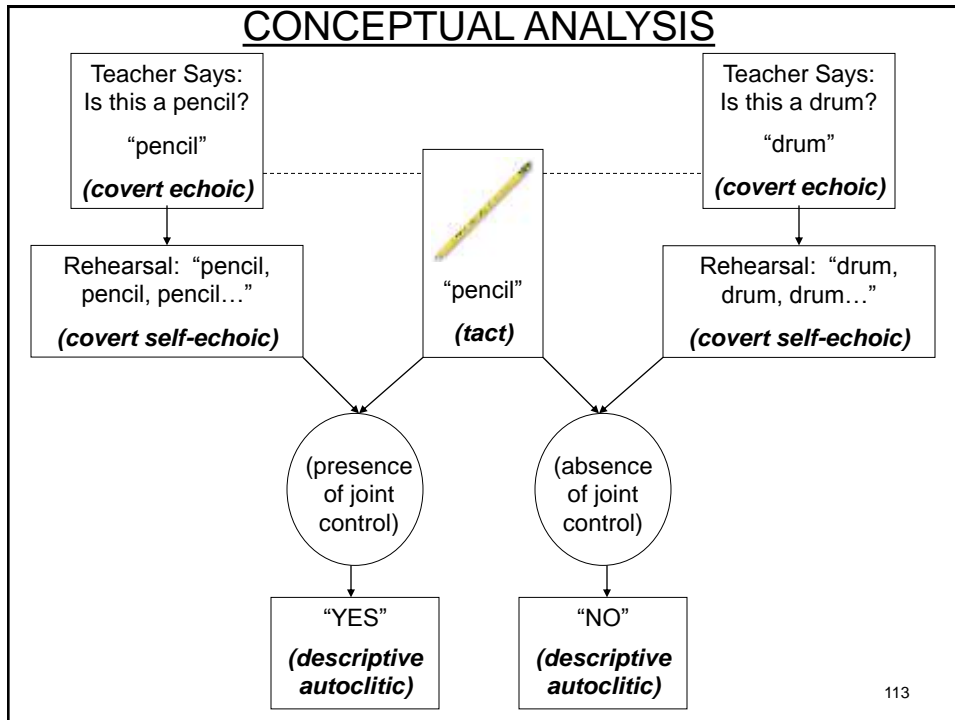 CONCEPTUAL ANALYSIS
Teacher Says:
Is this a pencil?
“pencil”
(covert echoic)
Rehearsal: “pencil,
pencil, pencil…”
(covert self-echoic)
“pencil”
(tact)
Teacher Says:
Is this a drum?
“drum”
(covert echoic)
Rehearsal: “drum,
drum, drum…”
(covert self-echoic)
(presence
of joint
control)
(absence
of joint
control)
“YES”
(descriptive
autoclitic)
“NO”
(descriptive
autoclitic)
113